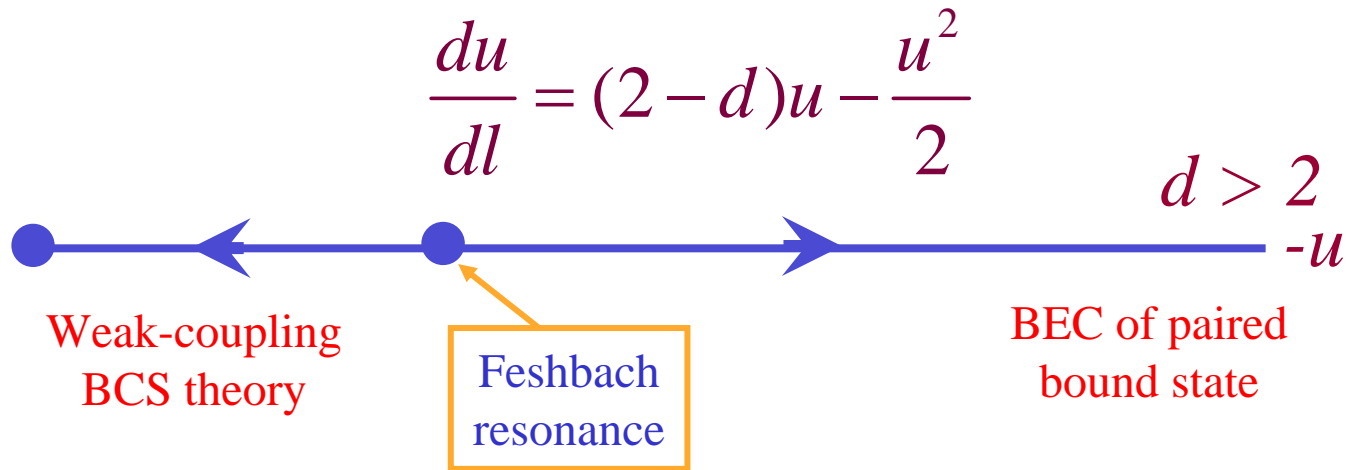 du/dl = (2 − d)u − u²/2
d > 2
-u
Weak-coupling
BCS theory
Feshbach
resonance
BEC of paired
bound state